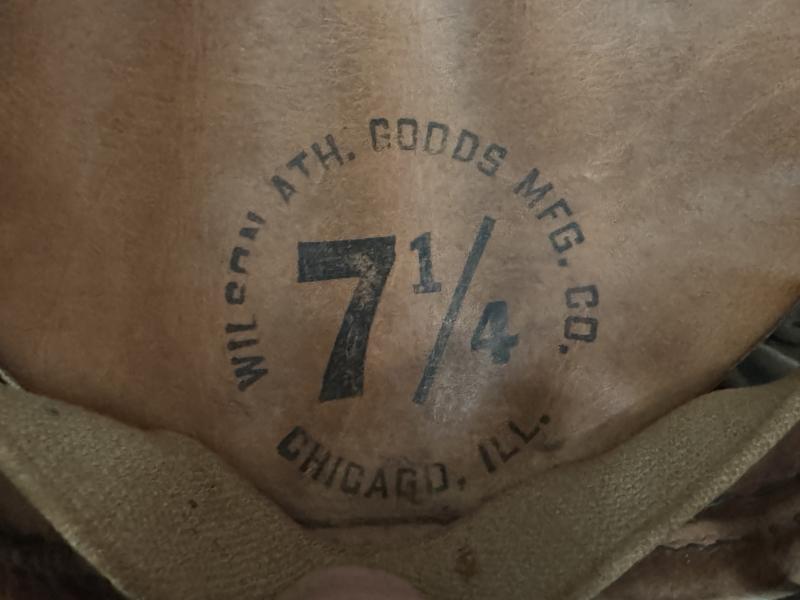 WILSON ATH. GOODS MFG. CO.
7 1/4
CHICAGO, ILL.